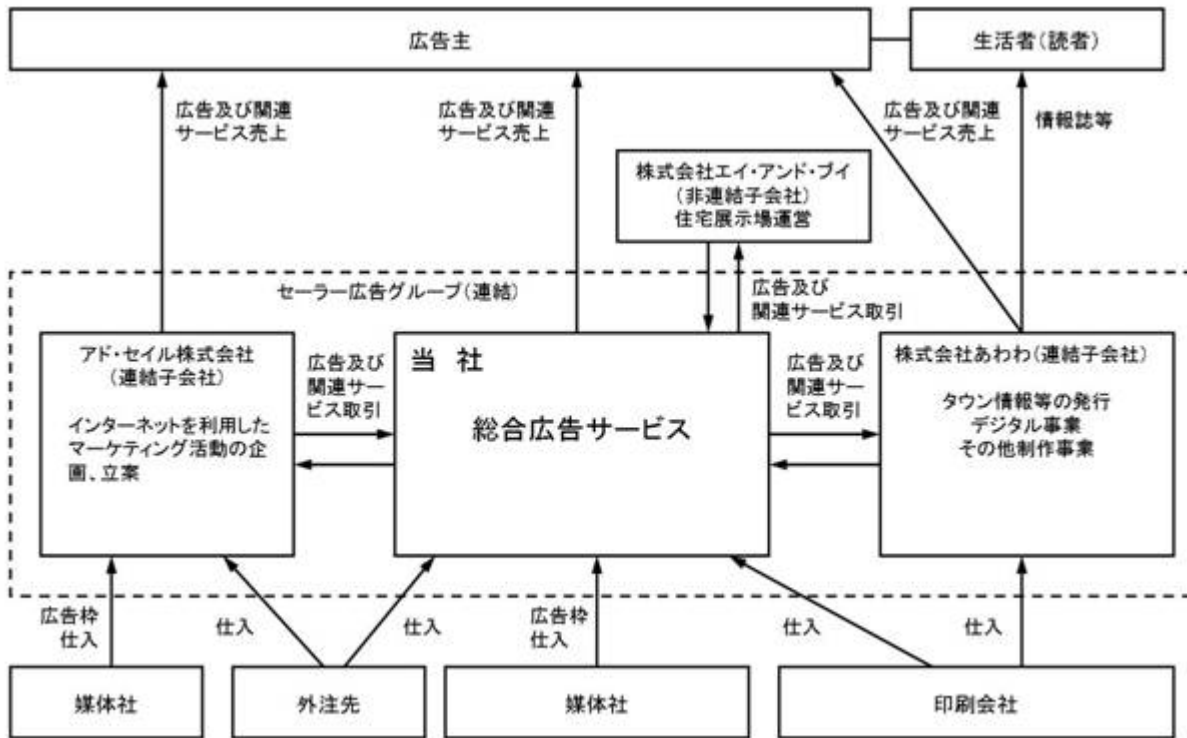 広告主
生活者(読者)
広告及び関連
サービス売上
広告及び関連
サービス売上
広告及び関連
サービス売上
情報誌等
株式会社エイ・アンド・ブイ
(非連結子会社)
住宅展示場運営
セーラー広告グループ(連結)
広告及び
関連サービス取引
アド・セイル株式会社
(連結子会社)
インターネットを利用した
マーケティング活動の企
画、立案
広告及び
関連サー
ビス取引
当 社
総合広告サービス
広告及び
関連サー
ビス取引
株式会社あわわ(連結子会社)
タウン情報等の発行
デジタル事業
その他制作事業
広告枠
仕入
仕入
仕入
広告枠
仕入
仕入
仕入
媒体社
外注先
媒体社
印刷会社